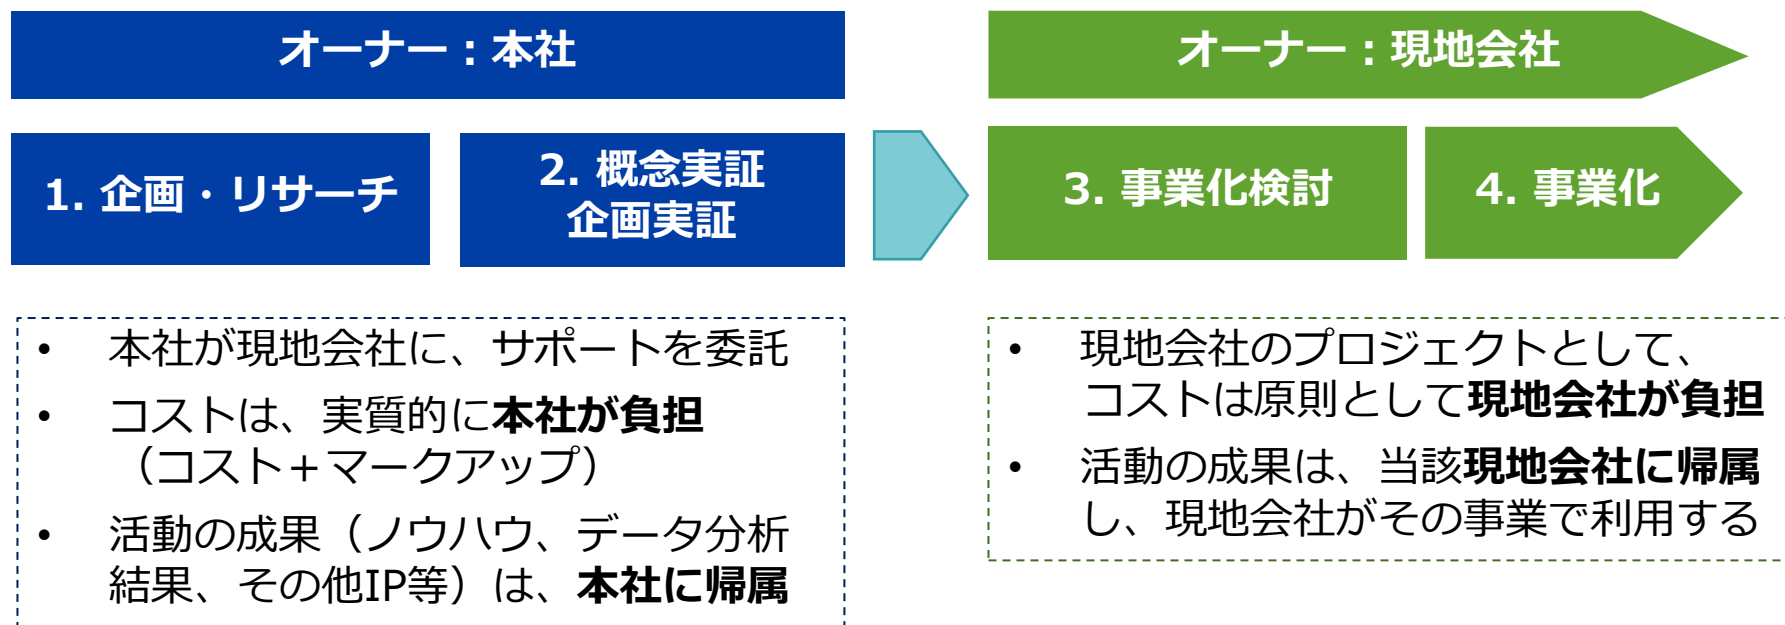 オーナー：本社
オーナー：現地会社
1. 企画・リサーチ
2. 概念実証
企画実証
3. 事業化検討
4. 事業化
• 本社が現地会社に、サポートを委託
• コストは、実質的に本社が負担
（コスト＋マークアップ）
• 活動の成果（ノウハウ、データ分析
結果、その他IP等）は、本社に帰属
• 現地会社のプロジェクトとして、
コストは原則として現地会社が負担
• 活動の成果は、当該現地会社に帰属
し、現地会社がその事業で利用する